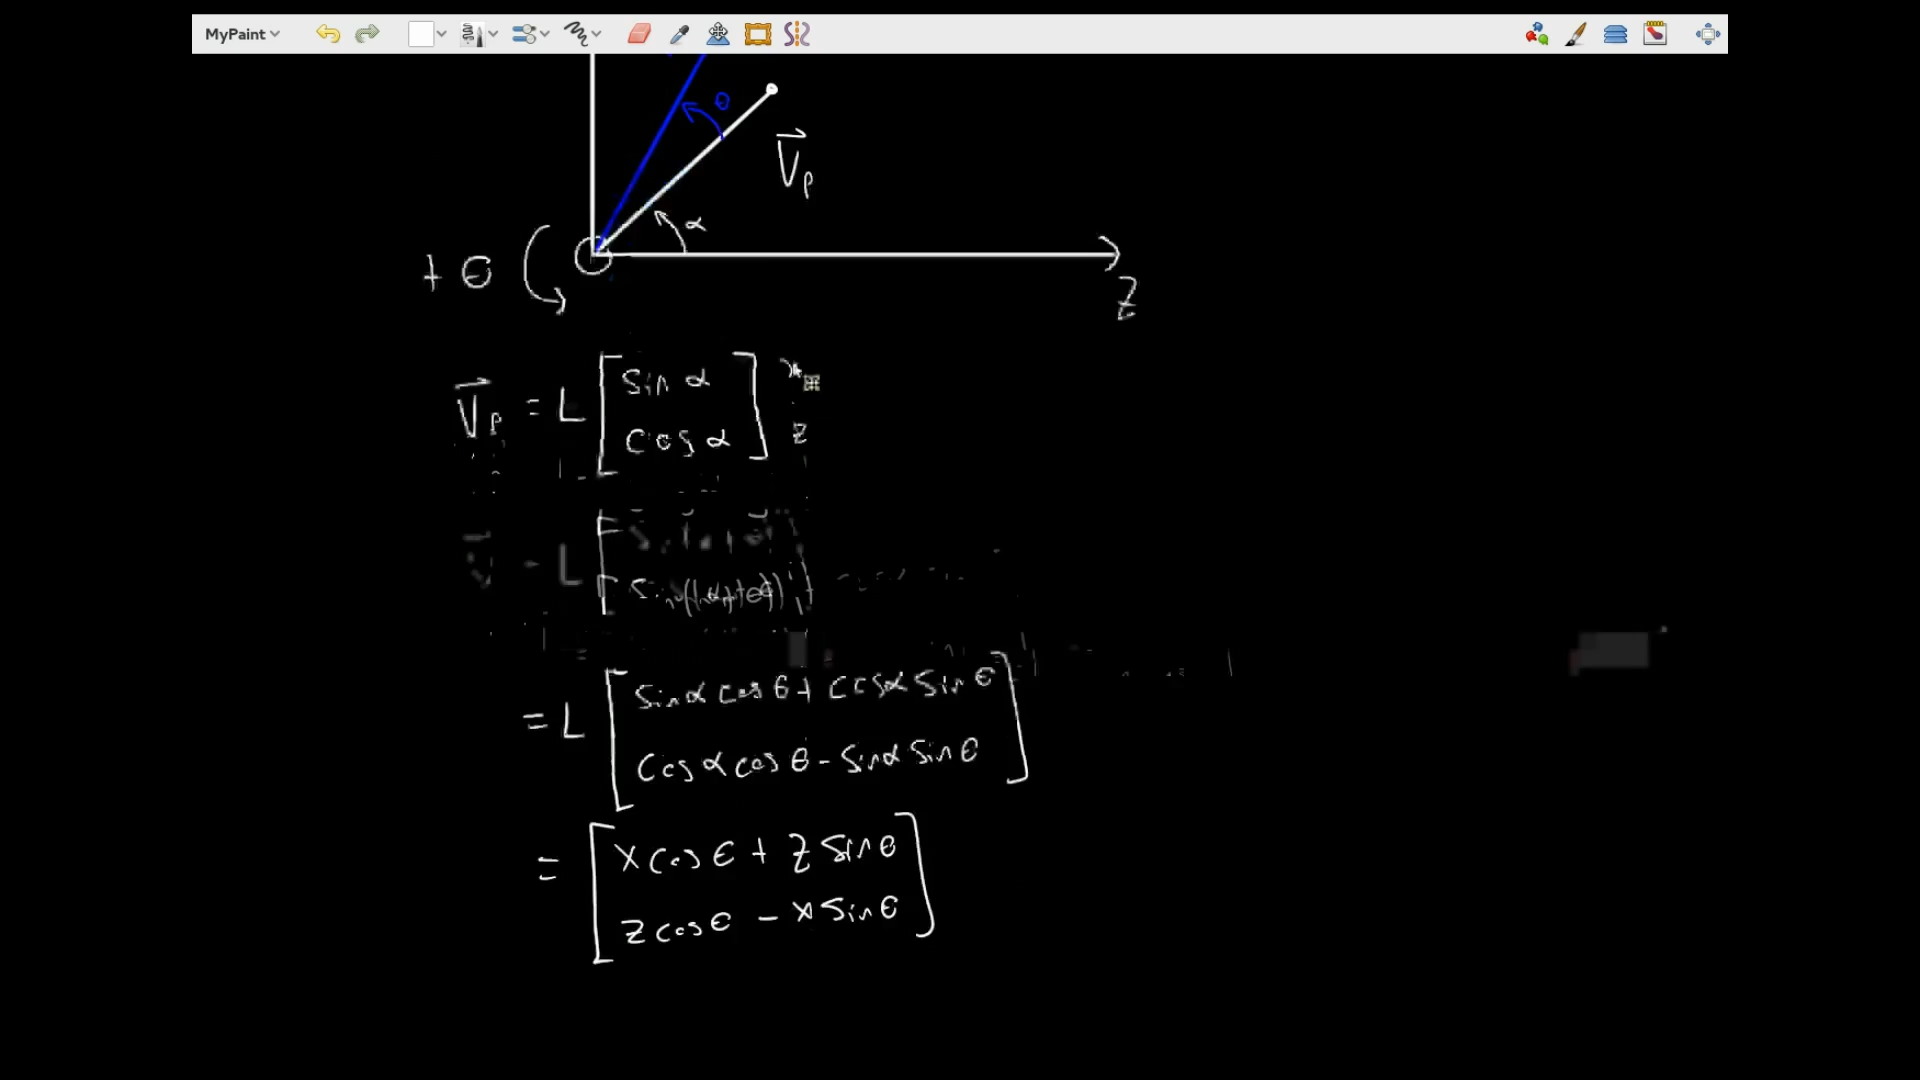 MyPaint
θ
V⃗p
α
+ θ
z
V⃗p = L [ sin α
cos α ] x
z
= L [ sin α cos θ + cos α sin θ
cos α cos θ - sin α sin θ ]
= [ x cos θ + z sin θ
z cos θ - x sin θ ]